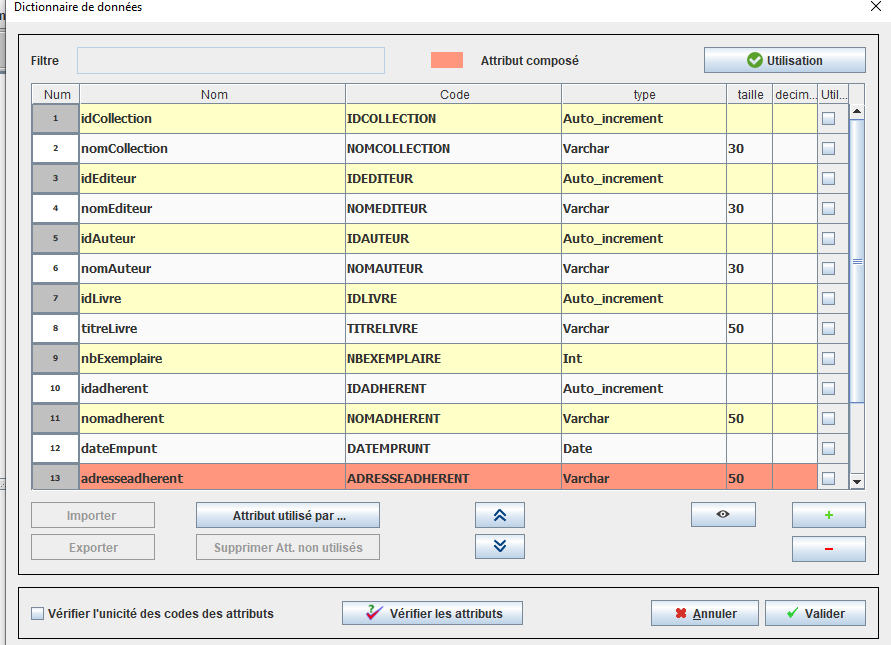 Dictionnaire de données
Filtre Attribut composé Utilisation
Num Nom Code type taille decim... Util...
1 idCollection IDCOLLECTION Auto_increment
2 nomCollection NOMCOLLECTION Varchar 30
3 idEditeur IDEDITEUR Auto_increment
4 nomEditeur NOMEDITEUR Varchar 30
5 idAuteur IDAUTEUR Auto_increment
6 nomAuteur NOMAUTEUR Varchar 30
7 idLivre IDLIVRE Auto_increment
8 titreLivre TITRELIVRE Varchar 50
9 nbExemplaire NBEXEMPLAIRE Int
10 idadherent IDADHERENT Auto_increment
11 nomadherent NOMADHERENT Varchar 50
12 dateEmpunt DATEMPRUNT Date
13 adresseadherent ADRESSEADHERENT Varchar 50
Importer Attribut utilisé par ...
Exporter Supprimer Att. non utilisés
Vérifier l'unicité des codes des attributs Vérifier les attributs Annuler Valider